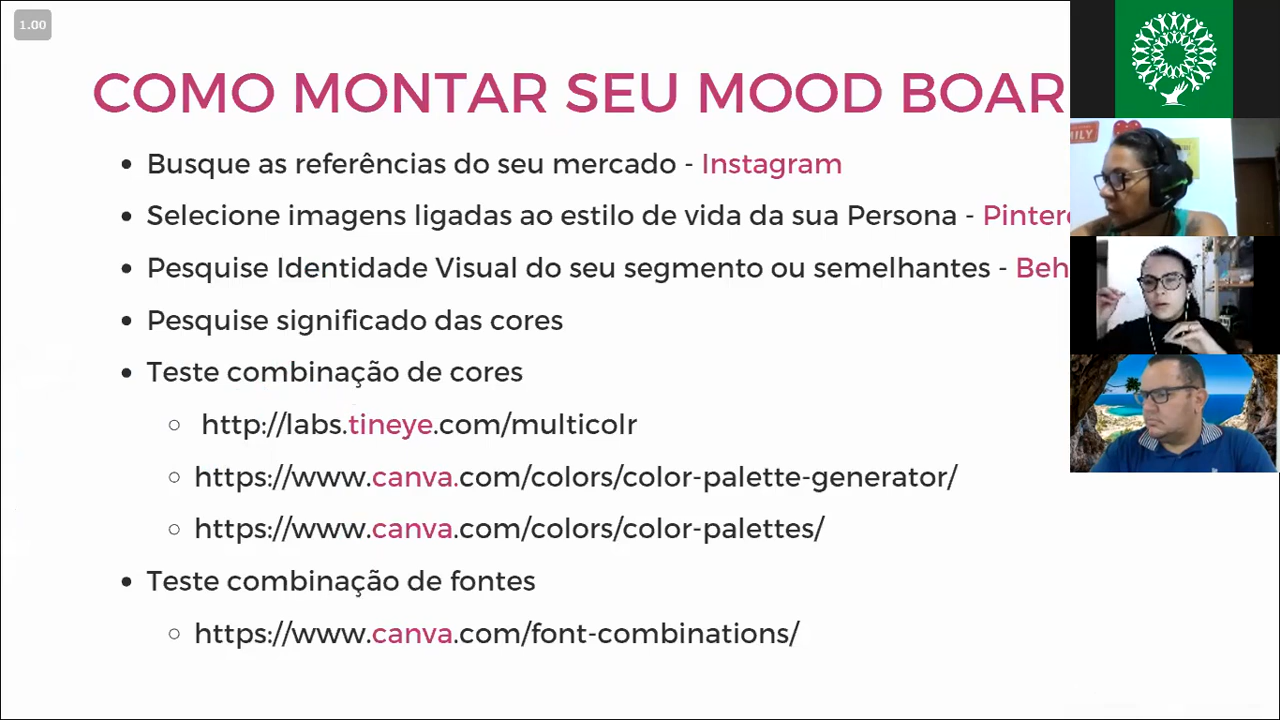 1.00
COMO MONTAR SEU MOOD BOAR
Busque as referências do seu mercado - Instagram
Selecione imagens ligadas ao estilo de vida da sua Persona - Pinter
Pesquise Identidade Visual do seu segmento ou semelhantes - Beh
Pesquise significado das cores
Teste combinação de cores
http://labs.tineye.com/multicolr
https://www.canva.com/colors/color-palette-generator/
https://www.canva.com/colors/color-palettes/
Teste combinação de fontes
https://www.canva.com/font-combinations/